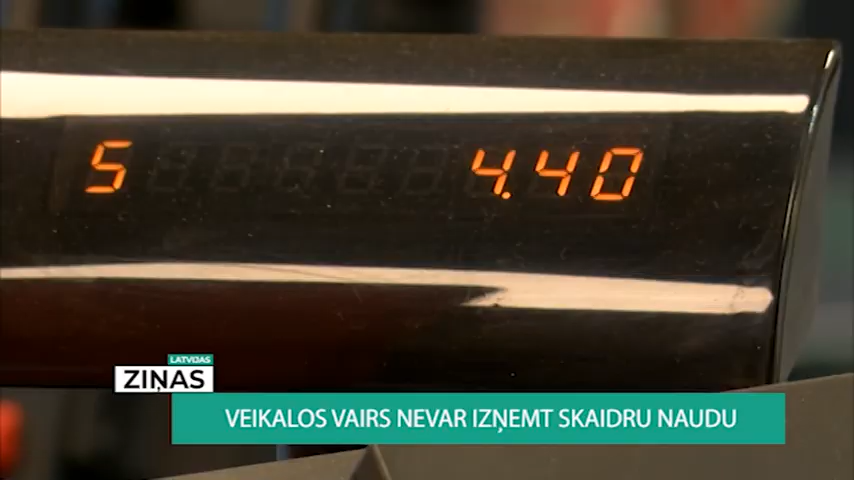 5 4.40
LATVIJAS
ZIŅAS
VEIKALOS VAIRS NEVAR IZŅEMT SKAIDRU NAUDU